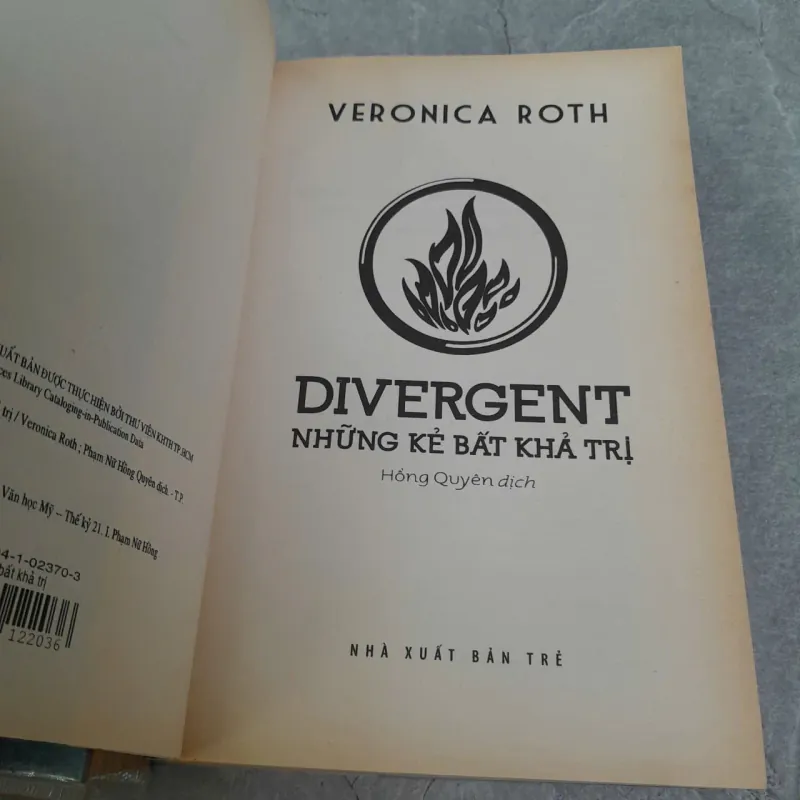 UẤT BẢN ĐƯỢC THỰC HIỆN BỞI THƯ VIỆN KHTH TP.HCM
ces Library Cataloging-in-Publication Data
trị / Veronica Roth ; Phạm Nữ Hồng Quyên dịch. - T.P.
Văn học Mỹ – Thế kỷ 21. I. Phạm Nữ Hồng
4-1-02370-3
bất khả trị
122036
VERONICA ROTH
DIVERGENT
NHỮNG KẺ BẤT KHẢ TRỊ
Hồng Quyên dịch
NHÀ XUẤT BẢN TRẺ